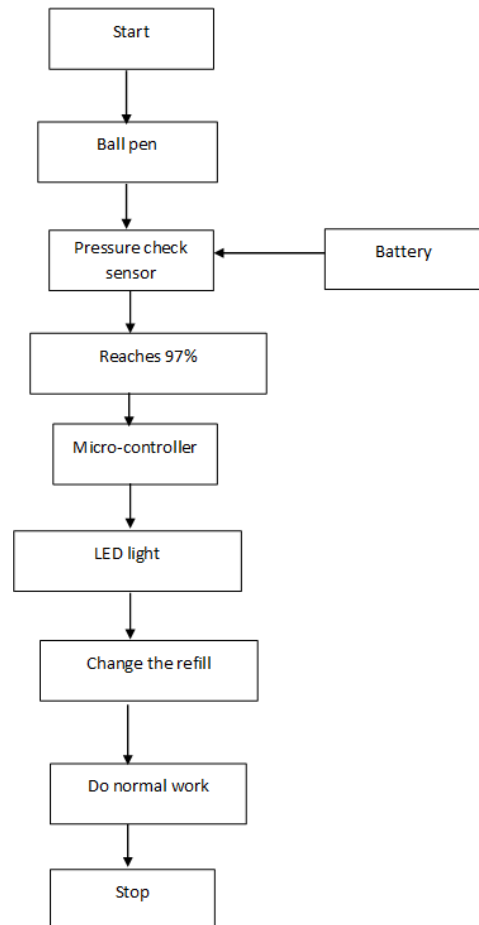 Start
Ball pen
Pressure check
sensor
Battery
Reaches 97%
Micro-controller
LED light
Change the refill
Do normal work
Stop